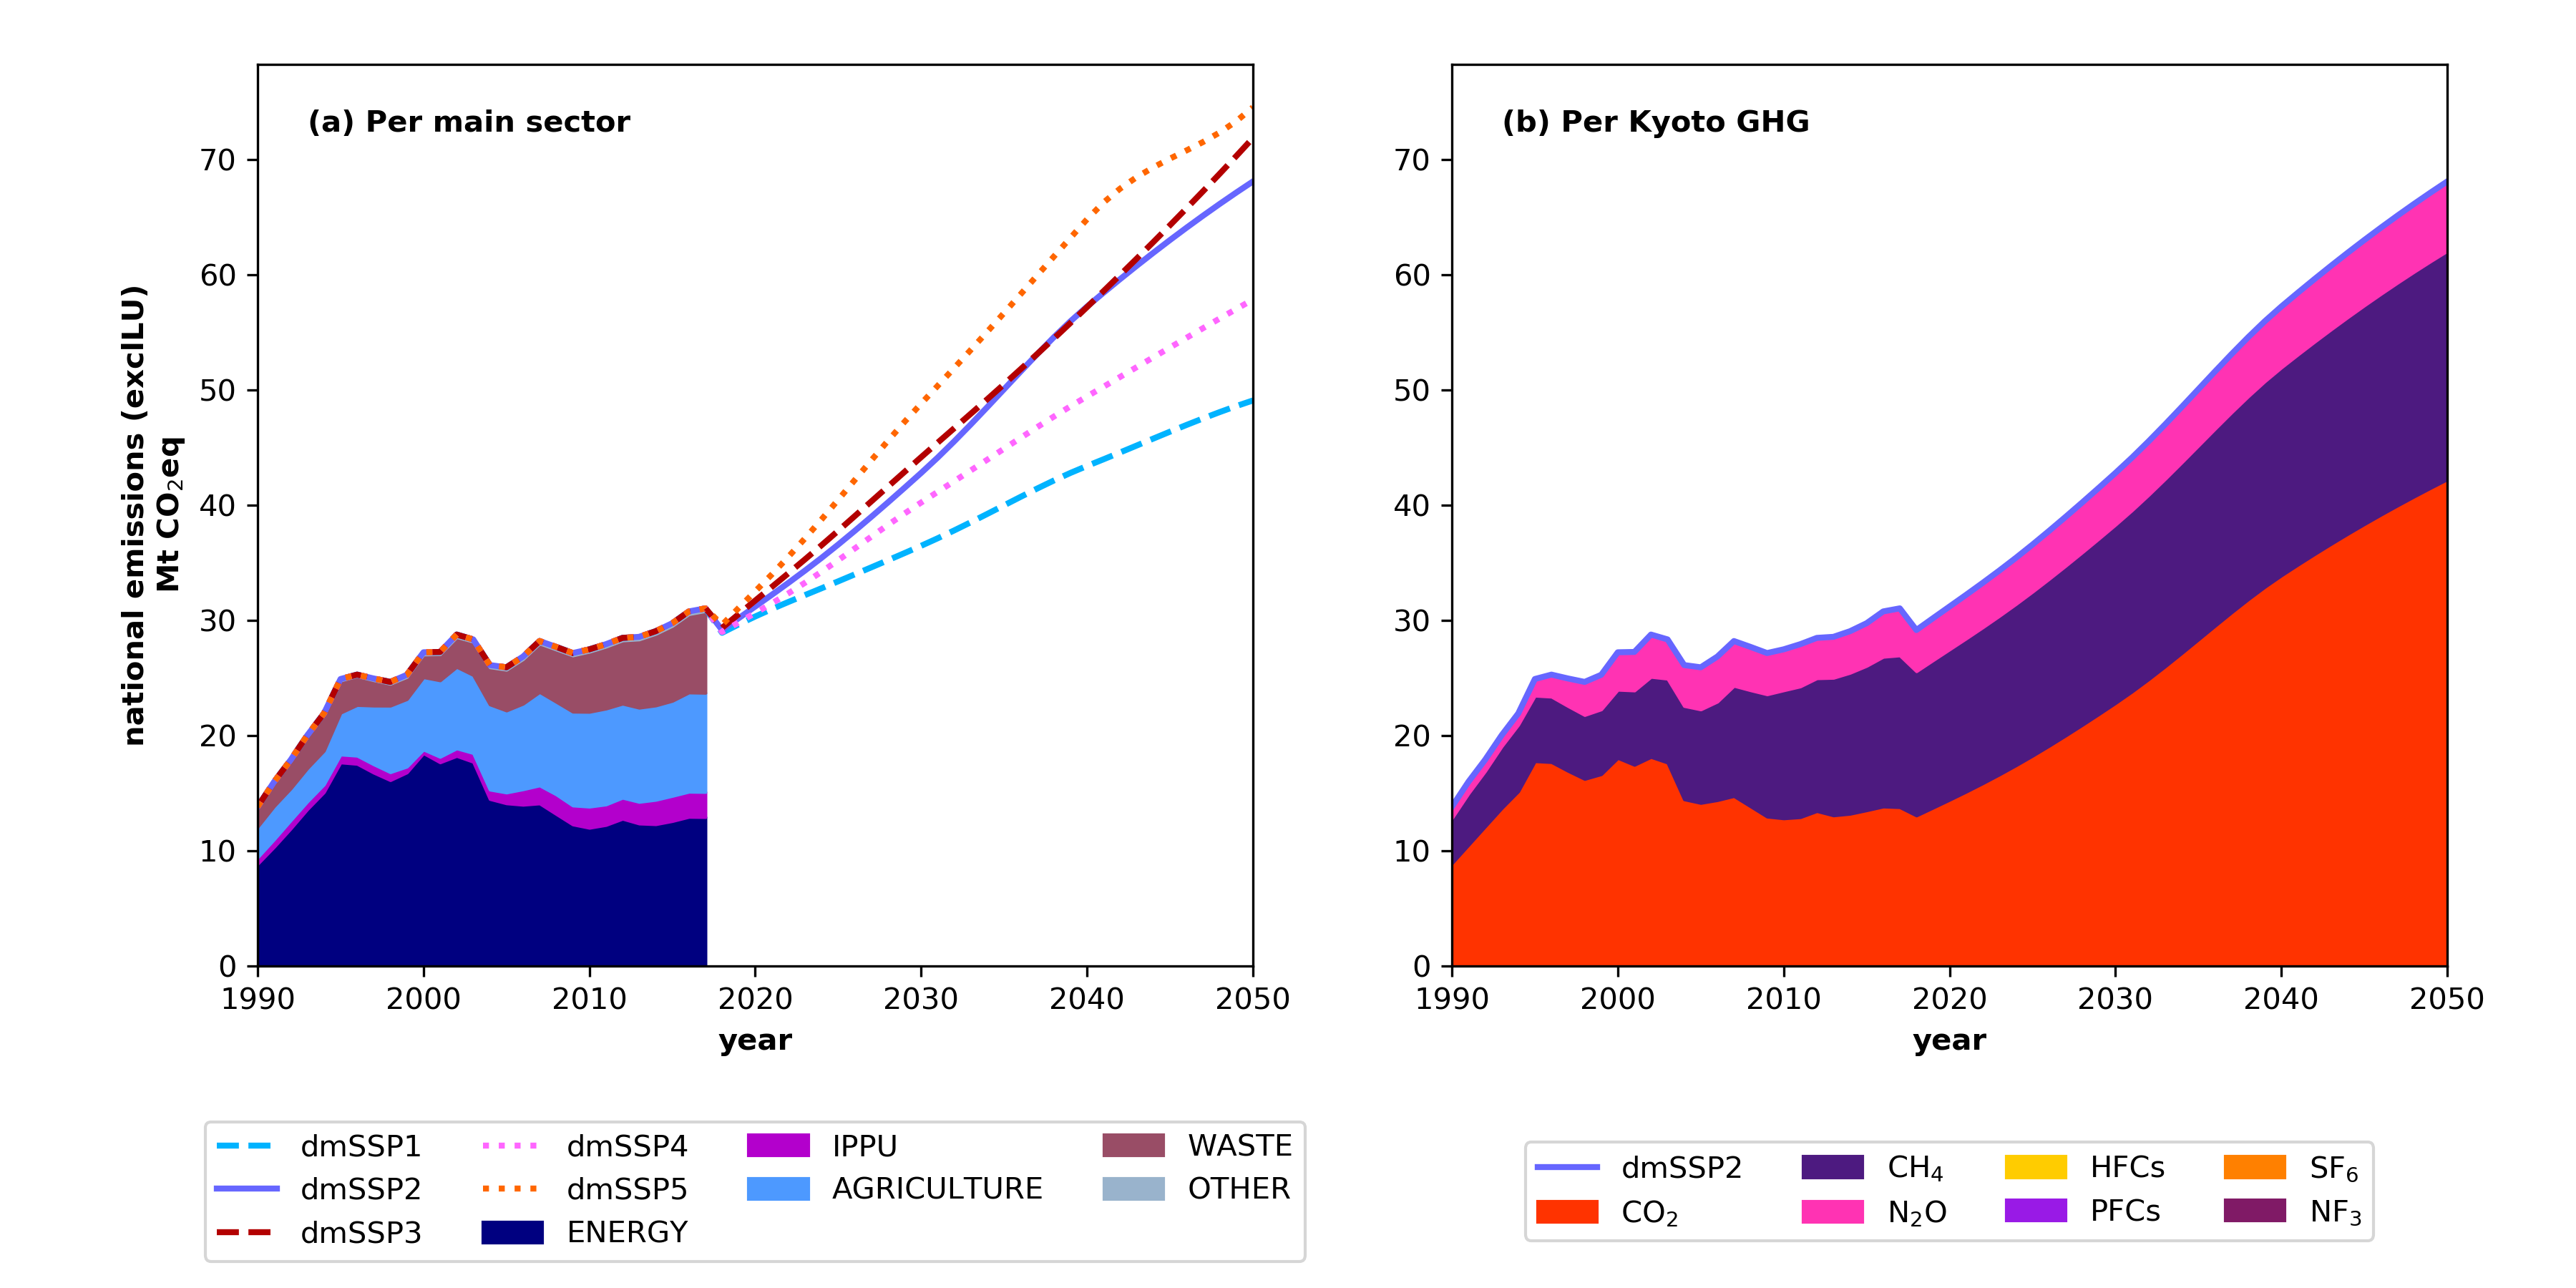 (a) Per main sector
national emissions (exclLU)
Mt CO₂eq
70
60
50
40
30
20
10
0
1990 2000 2010 2020 2030 2040 2050
year
dmSSP1 dmSSP4 IPPU WASTE
dmSSP2 dmSSP5 AGRICULTURE OTHER
dmSSP3 ENERGY
(b) Per Kyoto GHG
70
60
50
40
30
20
10
0
1990 2000 2010 2020 2030 2040 2050
year
dmSSP2 CH₄ HFCs SF₆
CO₂ N₂O PFCs NF₃